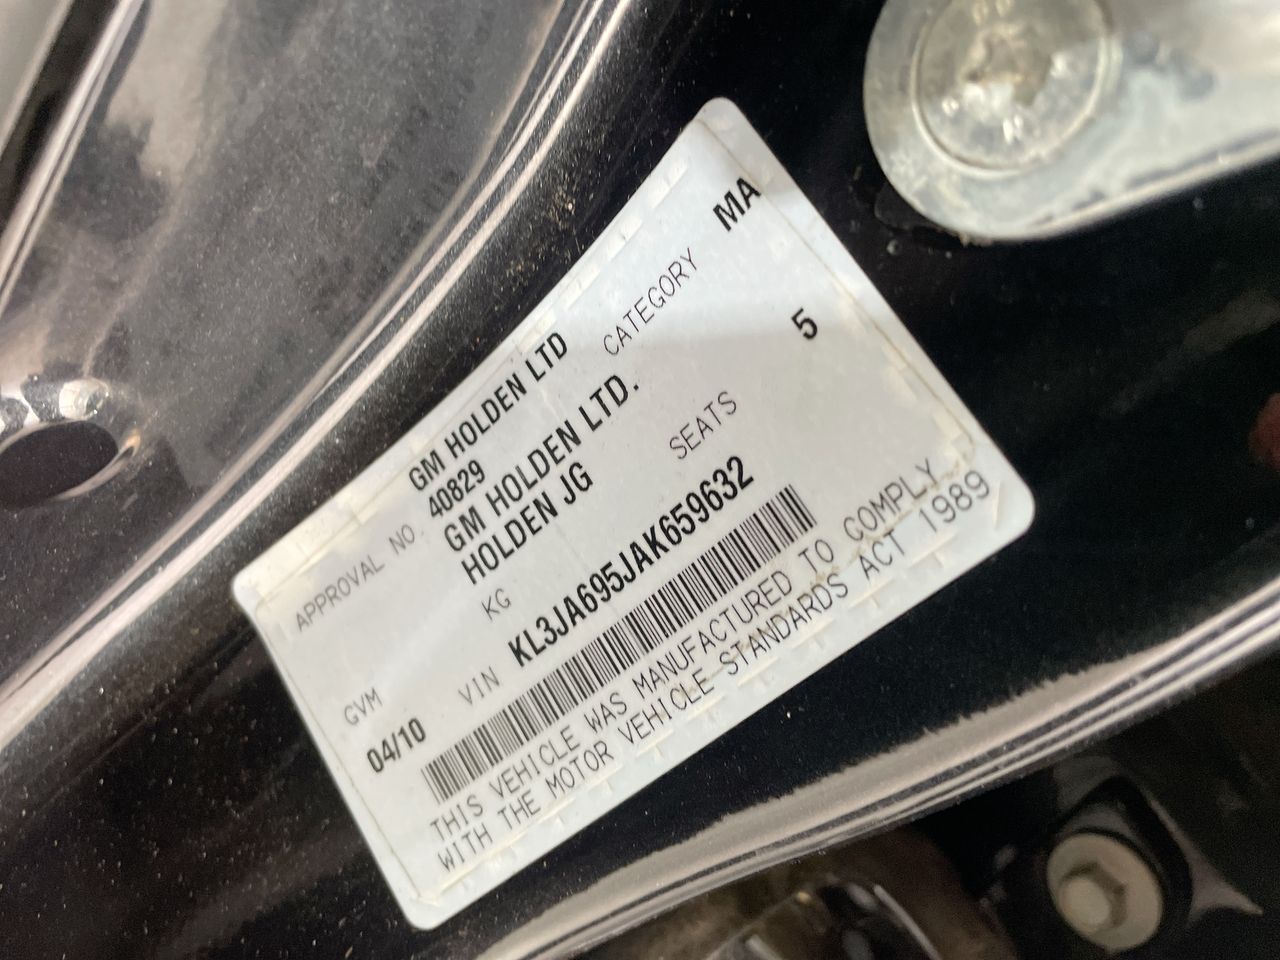 GM HOLDEN LTD
APPROVAL NO. 40829 CATEGORY MA
GM HOLDEN LTD.
HOLDEN JG
GVM KG SEATS 5
04/10 VIN KL3JA695JAK659632
THIS VEHICLE WAS MANUFACTURED TO COMPLY
WITH THE MOTOR VEHICLE STANDARDS ACT 1989